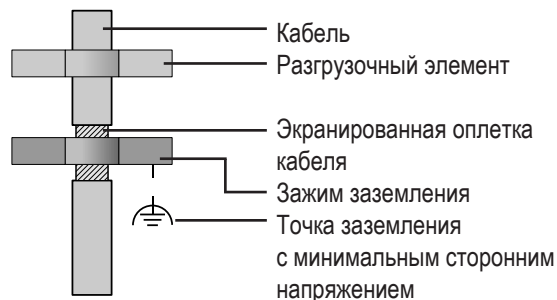 Кабель
Разгрузочный элемент
Экранированная оплетка
кабеля
Зажим заземления
Точка заземления
с минимальным сторонним
напряжением